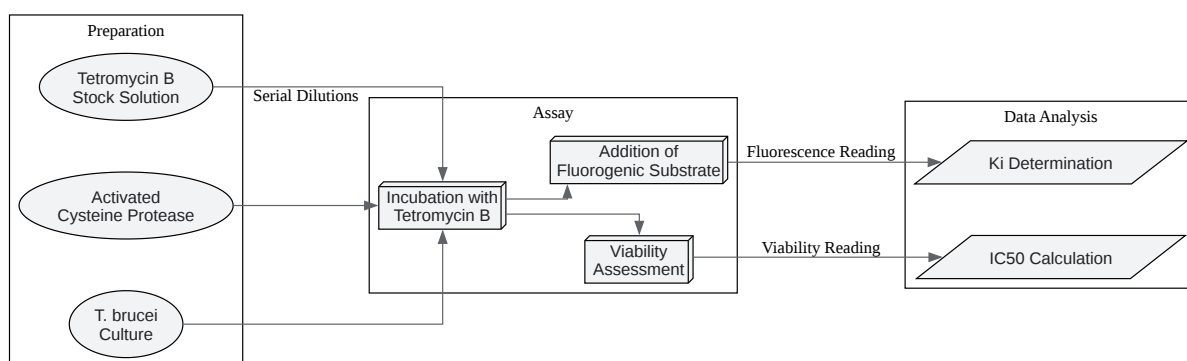 Preparation
Tetromycin B
Stock Solution
Serial Dilutions
Activated
Cysteine Protease
T. brucei
Culture
Assay
Incubation with
Tetromycin B
Addition of
Fluorogenic Substrate
Viability
Assessment
Fluorescence Reading
Viability Reading
Data Analysis
Ki Determination
IC50 Calculation